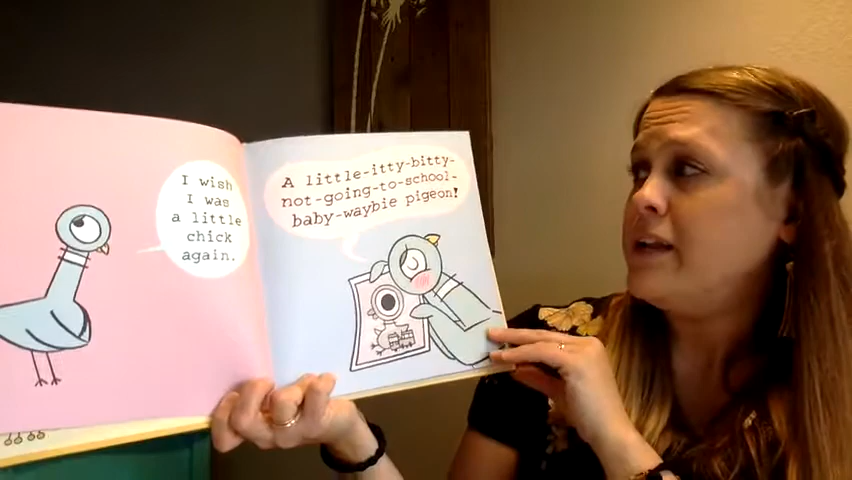 I wish
I was
a little
chick
again.
A little-itty-bitty-
not-going-to-school-
baby-waybie pigeon!